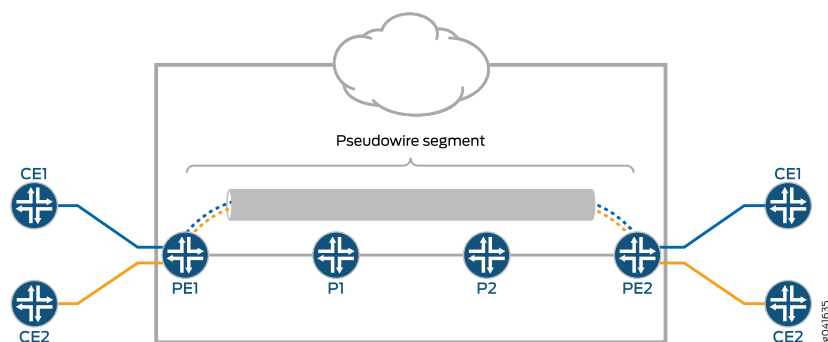 Pseudowire segment
CE1
CE1
PE1
P1
P2
PE2
CE2
CE2
g041635